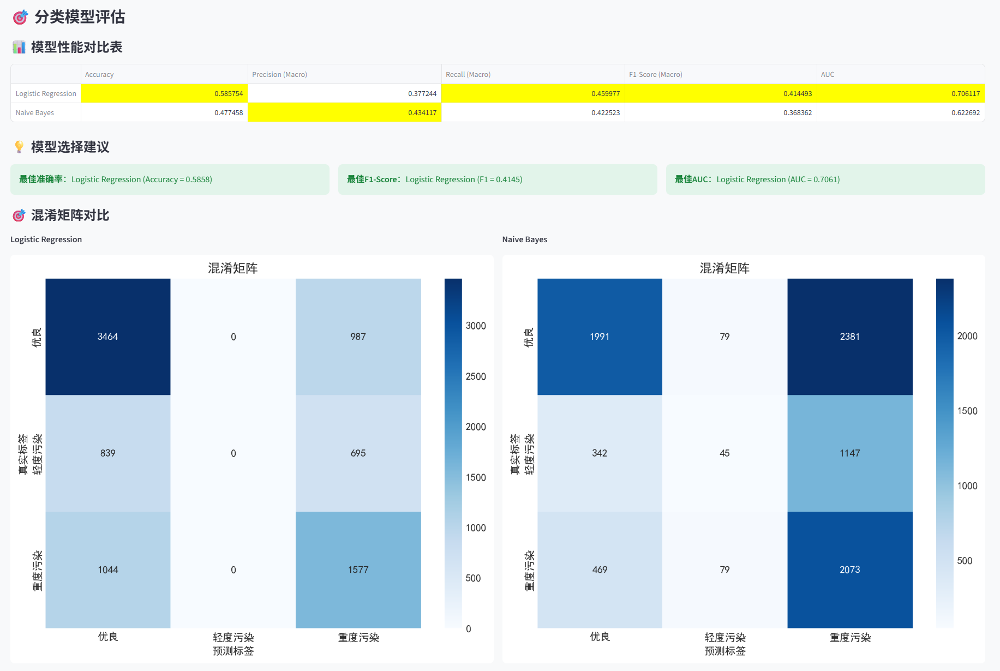 分类模型评估
模型性能对比表
Accuracy Precision (Macro) Recall (Macro) F1-Score (Macro) AUC
Logistic Regression 0.585754 0.377244 0.459977 0.414493 0.706117
Naive Bayes 0.477458 0.434117 0.422523 0.368362 0.622692
模型选择建议
最佳准确率：Logistic Regression (Accuracy = 0.5858)
最佳F1-Score：Logistic Regression (F1 = 0.4145)
最佳AUC：Logistic Regression (AUC = 0.7061)
混淆矩阵对比
Logistic Regression
混淆矩阵
真实标签
优良 3464 0 987
轻度污染 839 0 695
重度污染 1044 0 1577
优良 轻度污染 重度污染
预测标签
3000
2500
2000
1500
1000
500
0
Naive Bayes
混淆矩阵
真实标签
优良 1991 79 2381
轻度污染 342 45 1147
重度污染 469 79 2073
优良 轻度污染 重度污染
预测标签
2000
1500
1000
500